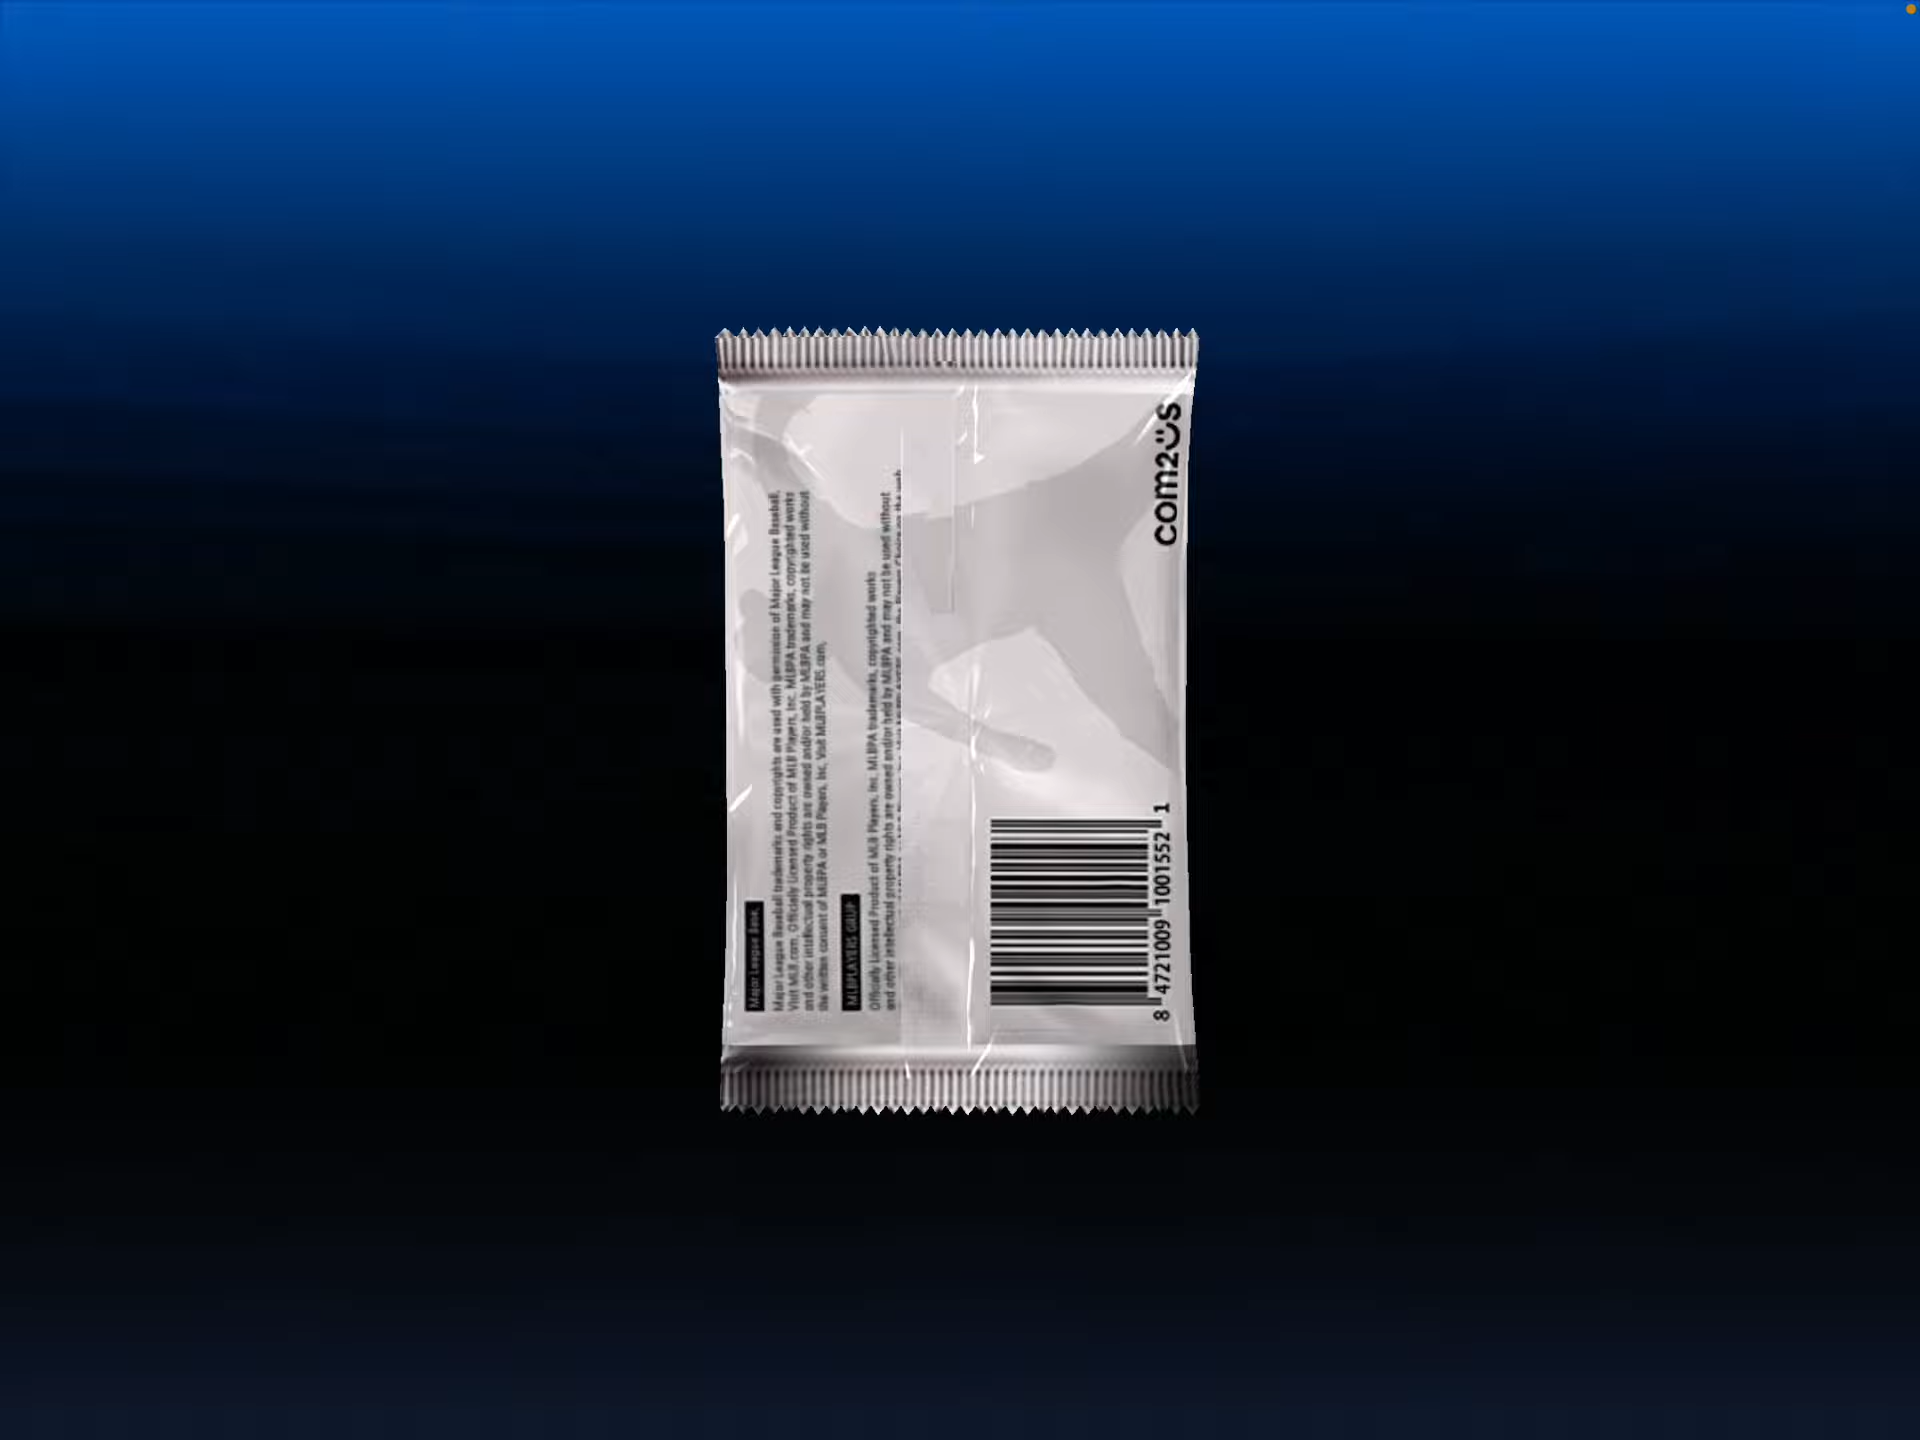 Major League Base.
Major League Baseball trademarks and copyrights are used with permission of Major League Baseball.
Visit MLB.com. Officially Licensed Product of MLB Players, Inc. MLBPA trademarks, copyrighted works
and other intellectual property rights are owned and/or held by MLBPA and may not be used without
the written consent of MLBPA or MLB Players, Inc. Visit MLBPLAYERS.com,
MLBPLAYERS GRUP
Officially Licensed Product of MLB Players, Inc. MLBPA trademarks, copyrighted works
and other intellectual property rights are owned and/or held by MLBPA and may not be used without
com2us
8 4721009 1001552 1